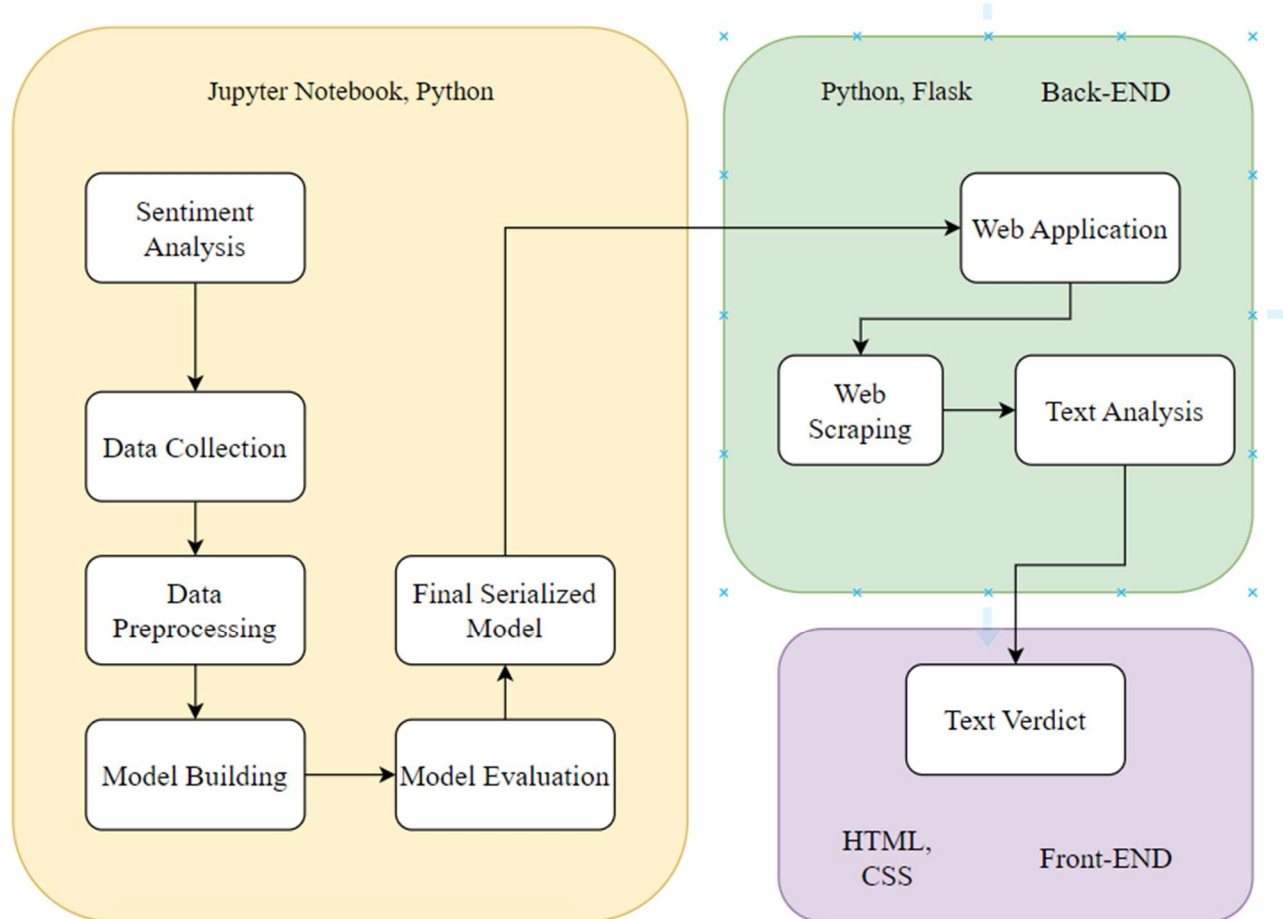 Jupyter Notebook, Python
Sentiment
Analysis
Data Collection
Data
Preprocessing
Model Building
Model Evaluation
Final Serialized
Model
Python, Flask
Back-END
Web Application
Web
Scraping
Text Analysis
Text Verdict
HTML,
CSS
Front-END